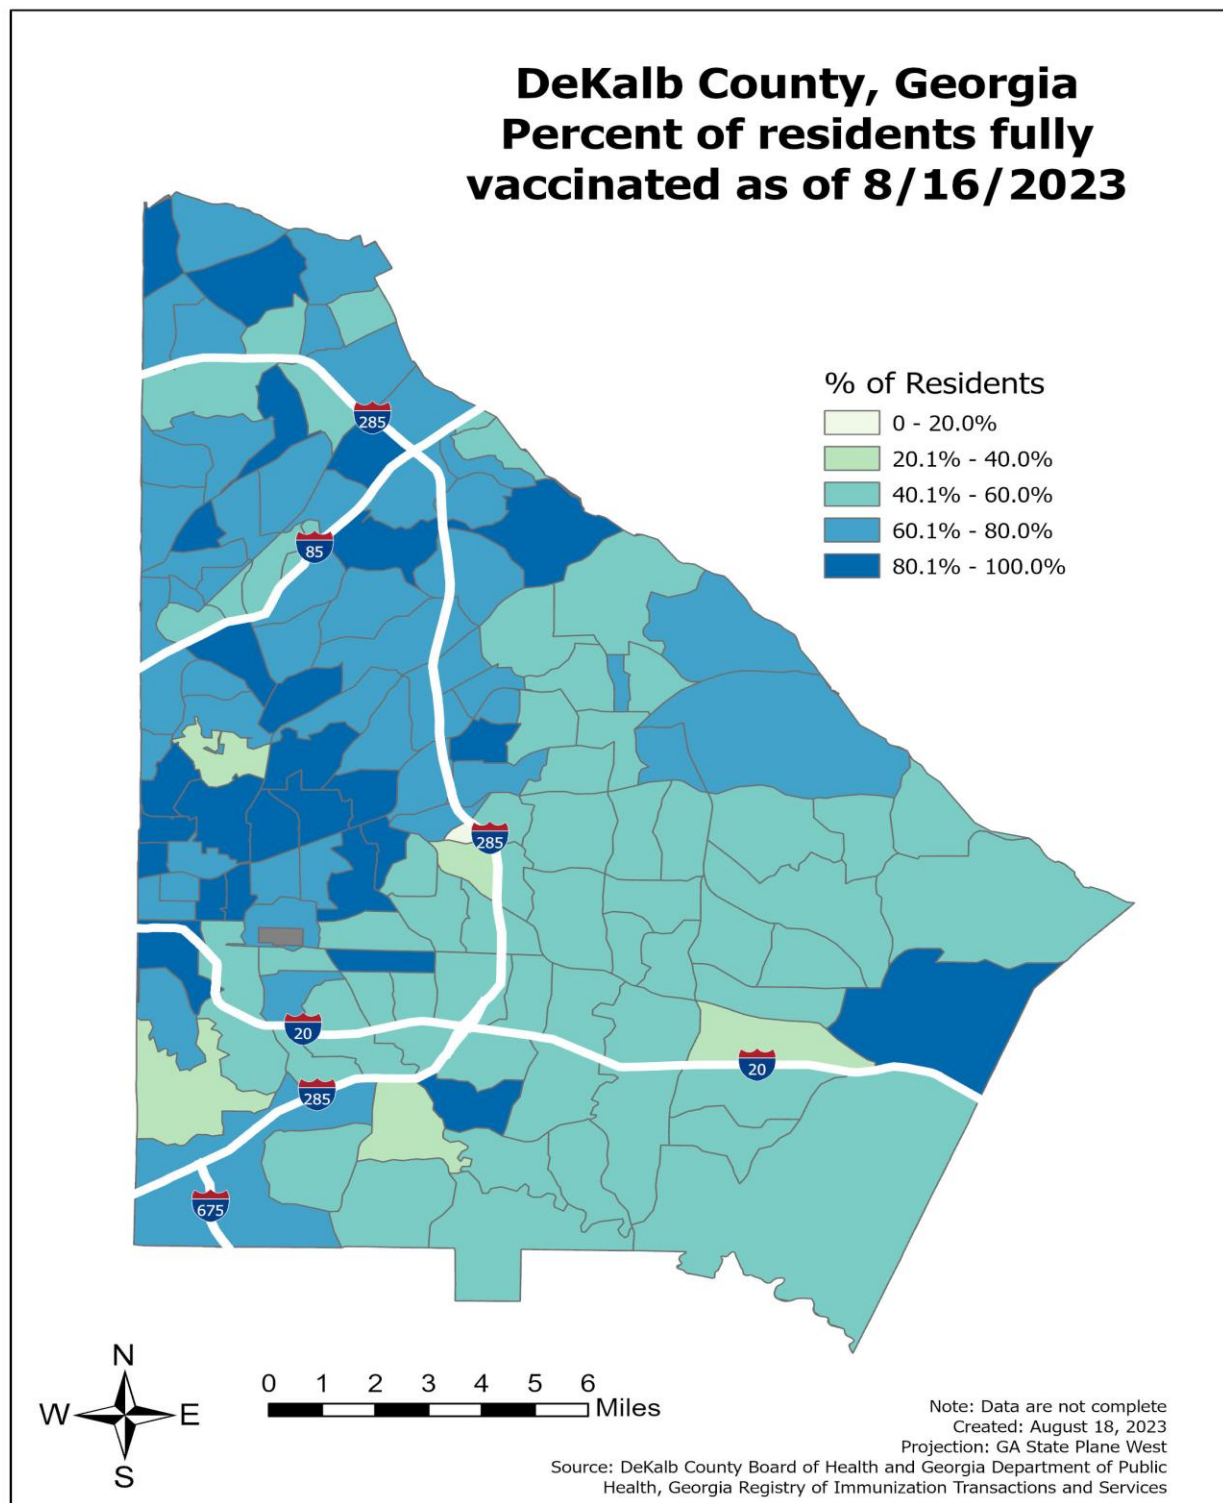 DeKalb County, Georgia
Percent of residents fully
vaccinated as of 8/16/2023
% of Residents
0 - 20.0%
20.1% - 40.0%
40.1% - 60.0%
60.1% - 80.0%
80.1% - 100.0%
285
85
285
20
20
285
675
N
W E
S
0 1 2 3 4 5 6
Miles
Note: Data are not complete
Created: August 18, 2023
Projection: GA State Plane West
Source: DeKalb County Board of Health and Georgia Department of Public
Health, Georgia Registry of Immunization Transactions and Services